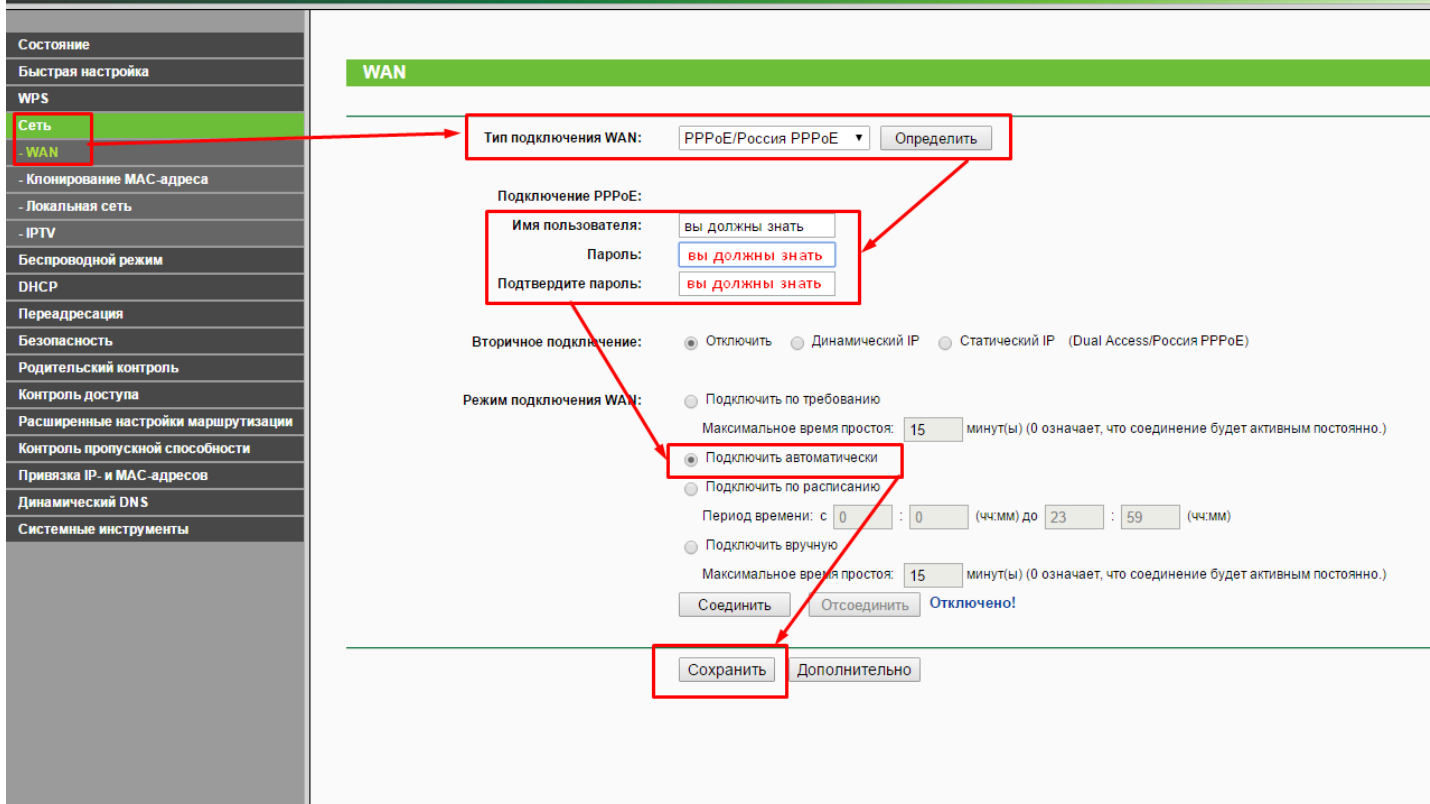 Состояние
Быстрая настройка
WPS
Сеть
- WAN
- Клонирование MAC-адреса
- Локальная сеть
- IPTV
Беспроводной режим
DHCP
Переадресация
Безопасность
Родительский контроль
Контроль доступа
Расширенные настройки маршрутизации
Контроль пропускной способности
Привязка IP- и MAC-адресов
Динамический DNS
Системные инструменты
WAN
Тип подключения WAN: PPPoE/Россия PPPoE Определить
Подключение PPPoE:
Имя пользователя: вы должны знать
Пароль: вы должны знать
Подтвердите пароль: вы должны знать
Вторичное подключение: Отключить Динамический IP Статический IP (Dual Access/Россия PPPoE)
Режим подключения WAN: Подключить по требованию
Максимальное время простоя: 15 минут(ы) (0 означает, что соединение будет активным постоянно.)
Подключить автоматически
Подключить по расписанию
Период времени: с 0 : 0 (чч:мм) до 23 : 59 (чч:мм)
Подключить вручную
Максимальное время простоя: 15 минут(ы) (0 означает, что соединение будет активным постоянно.)
Соединить Отсоединить Отключено!
Сохранить Дополнительно